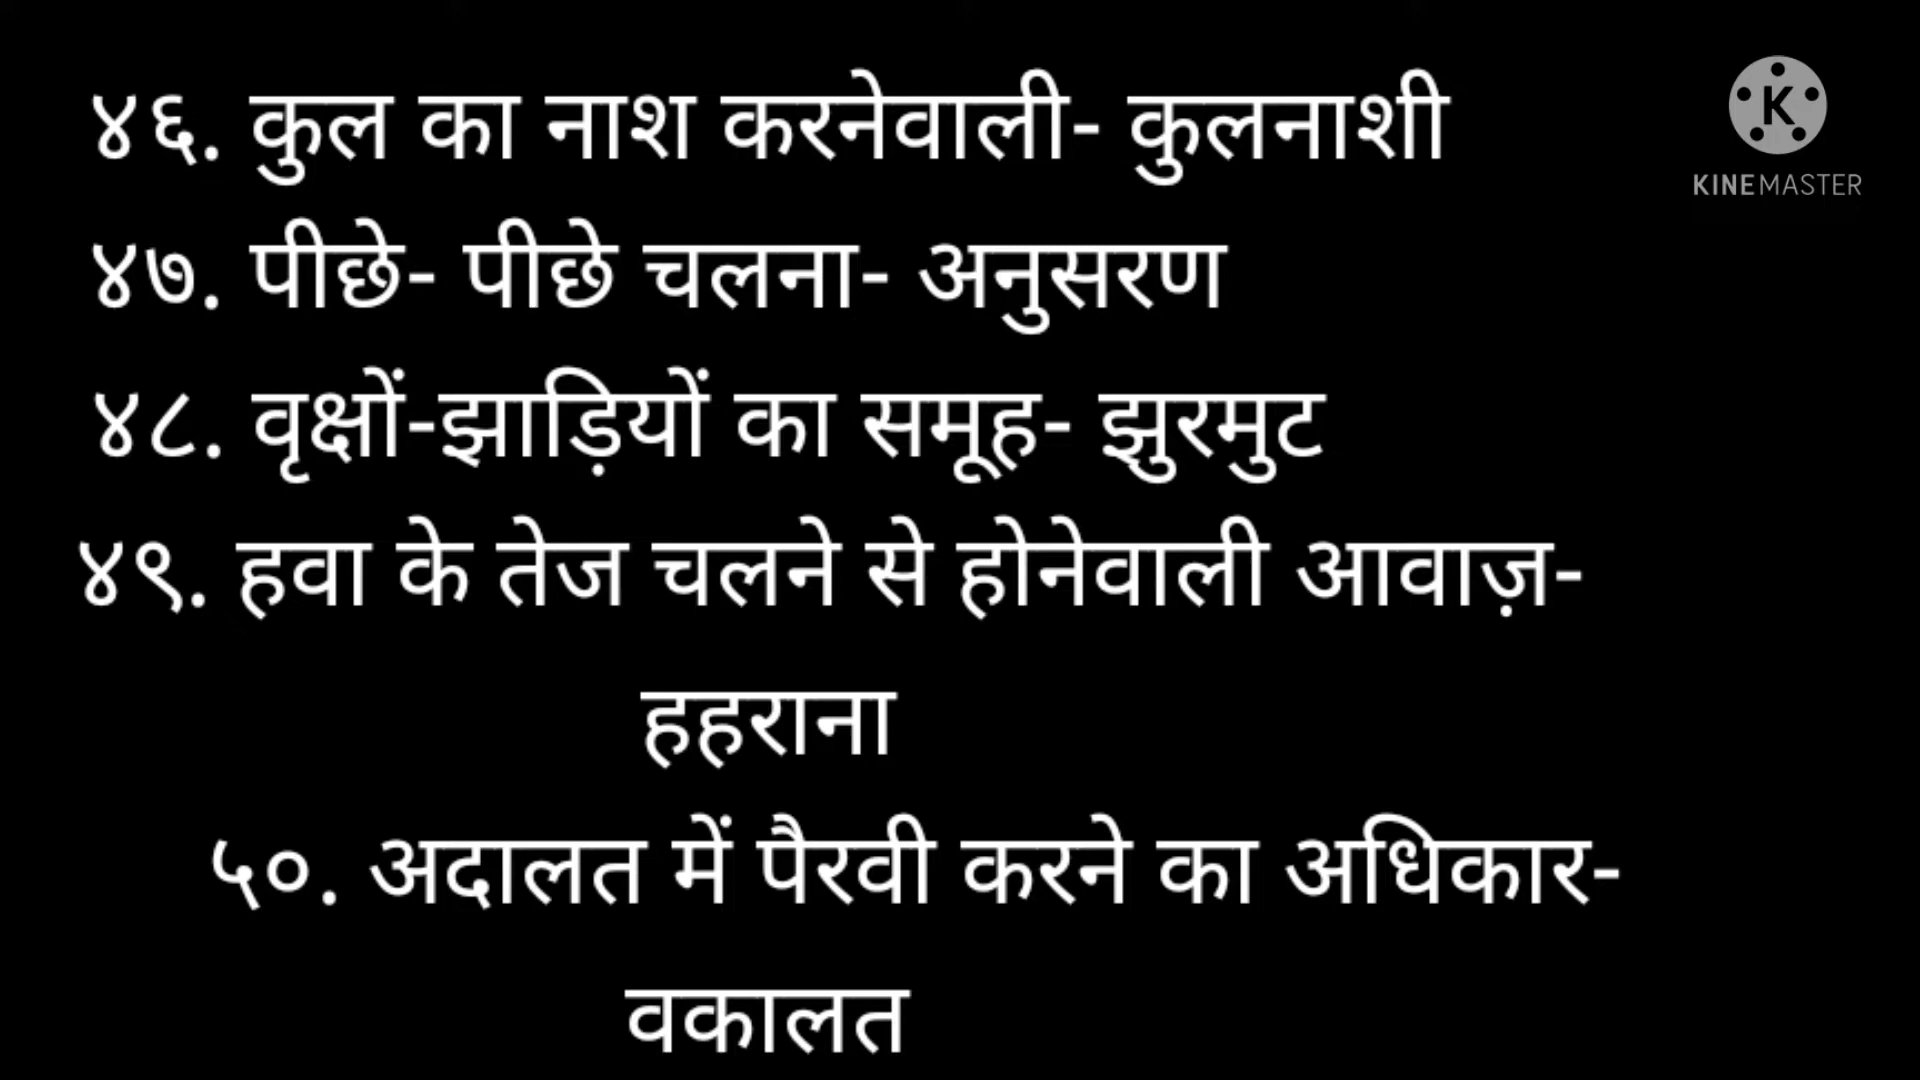 ४६. कुल का नाश करनेवाली- कुलनाशी
KINEMASTER
४७. पीछे- पीछे चलना- अनुसरण
४८. वृक्षों-झाड़ियों का समूह- झुरमुट
४९. हवा के तेज चलने से होनेवाली आवाज़-
हहराना
५०. अदालत में पैरवी करने का अधिकार-
वकालत